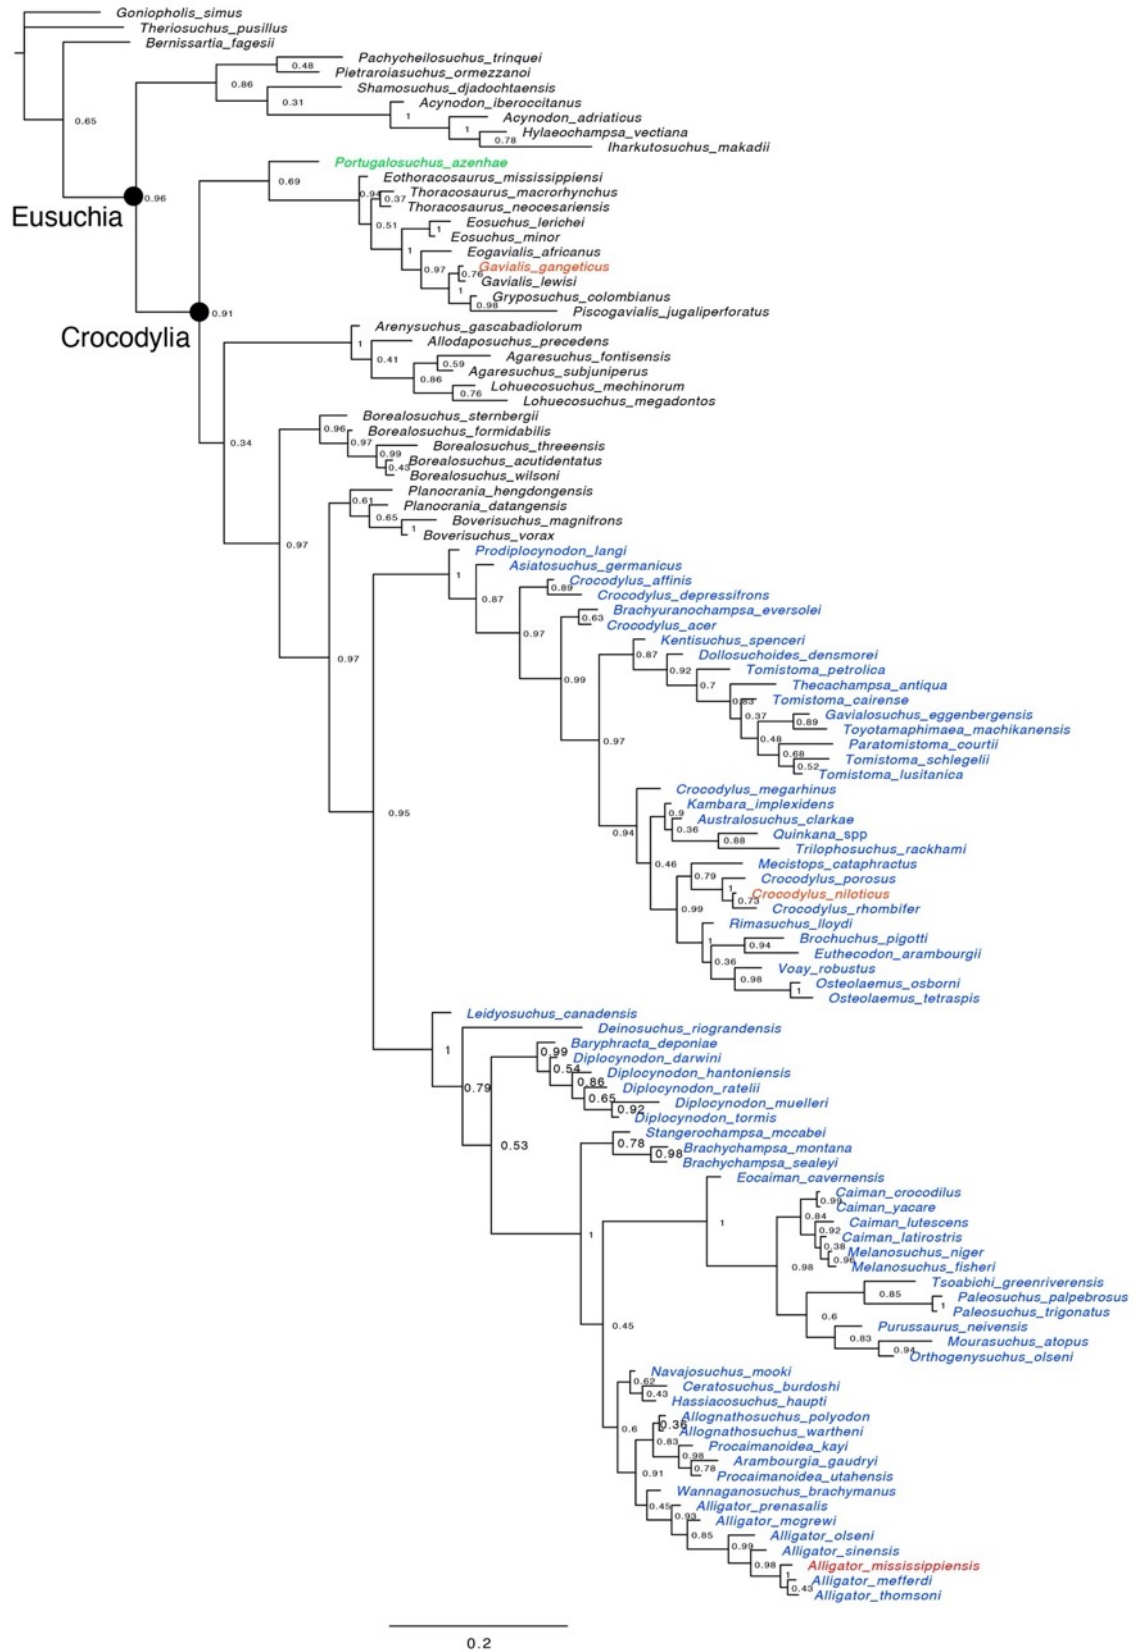 Goniopholis_simus
Theriosuchus_pusillus
Bernissartia_fagesii
Pachycheilosuchus_trinquei
0.48
Pietraroiasuchus_ormezzanoi
0.86
Shamosuchus_djadochtaensis
0.31
Acynodon_iberoccitanus
1
Acynodon_adriaticus
0.65
1
Hylaeochampsa_vectiana
0.78
Iharkutosuchus_makadii
Portugalosuchus_azenhae
0.69
Eothoracosaurus_mississippiensi
0.94
Thoracosaurus_macrorhynchus
0.37
0.96
Thoracosaurus_neocesariensis
Eusuchia
Eosuchus_lerichei
0.51
1
Eosuchus_minor
1
Eogavialis_africanus
0.97
Gavialis_gangeticus
0.76
Gavialis_lewisi
1
Gryposuchus_colombianus
0.98
Piscogavialis_jugaliperforatus
0.91
Arenysuchus_gascabadiolorum
Crocodylia
1
Allodaposuchus_precedens
0.41
Agaresuchus_fontisensis
0.59
Agaresuchus_subjuniperus
0.86
Lohuecosuchus_mechinorum
0.76
Lohuecosuchus_megadontos
Borealosuchus_sternbergii
0.96
Borealosuchus_formidabilis
0.34
0.97
Borealosuchus_threeensis
0.99
Borealosuchus_acutidentatus
0.43
Borealosuchus_wilsoni
Planocrania_hengdongensis
0.61
Planocrania_datangensis
0.65
Boverisuchus_magnifrons
1
Boverisuchus_vorax
0.97
Prodiplocynodon_langi
1
Asiatosuchus_germanicus
Crocodylus_affinis
0.89
Crocodylus_depressifrons
0.87
Brachyuranochampsa_eversolei
0.63
Crocodylus_acer
0.97
Kentisuchus_spenceri
0.87
Dollosuchoides_densmorei
0.97
0.92
Tomistoma_petrolica
0.99
0.7
Thecachampsa_antiqua
0.83
Tomistoma_cairense
0.37
Gavialosuchus_eggenbergensis
0.89
Toyotamaphimaea_machikanensis
0.97
0.48
Paratomistoma_courtii
0.68
Tomistoma_schlegelii
0.52
Tomistoma_lusitanica
Crocodylus_megarhinus
Kambara_implexidens
0.95
0.9
Australosuchus_clarkae
0.94
0.36
Quinkana_spp
0.88
Trilophosuchus_rackhami
0.46
Mecistops_cataphractus
0.79
Crocodylus_porosus
1
Crocodylus_niloticus
0.73
0.99
Crocodylus_rhombifer
Rimasuchus_lloydi
1
Brochuchus_pigotti
0.94
Euthecodon_arambourgii
0.36
Voay_robustus
0.98
Osteolaemus_osborni
1
Osteolaemus_tetraspis
Leidyosuchus_canadensis
Deinosuchus_riograndensis
1
Baryphracta_deponiae
0.99
Diplocynodon_darwini
0.54
Diplocynodon_hantoniensis
0.79
0.86
Diplocynodon_ratelii
0.65
Diplocynodon_muelleri
0.92
Diplocynodon_tormis
Stangerochampsa_mccabei
0.53
0.78
Brachychampsa_montana
0.98
Brachychampsa_sealeyi
Eocaiman_cavernensis
Caiman_crocodilus
0.99
Caiman_yacare
1
0.84
Caiman_lutescens
1
0.92
Caiman_latirostris
0.38
Melanosuchus_niger
0.96
0.98
Melanosuchus_fisheri
Tsoabichi_greenriverensis
0.85
Paleosuchus_palpebrosus
1
Paleosuchus_trigonatus
0.45
0.6
Purussaurus_neivensis
0.83
Mourasuchus_atopus
0.94
Orthogenysuchus_olseni
Navajosuchus_mooki
0.62
Ceratosuchus_burdoshi
0.43
Hassiacosuchus_haupti
Allognathosuchus_polyodon
0.6
0.36
Allognathosuchus_wartheni
0.83
Procaimanoidea_kayi
0.98
Arambourgia_gaudryi
0.91
0.78
Procaimanoidea_utahensis
Wannaganosuchus_brachymanus
0.45
Alligator_prenasalis
0.93
Alligator_mcgrewi
0.85
Alligator_olseni
0.99
Alligator_sinensis
0.98
Alligator_mississippiensis
1
Alligator_mefferdi
0.43
Alligator_thomsoni
0.2